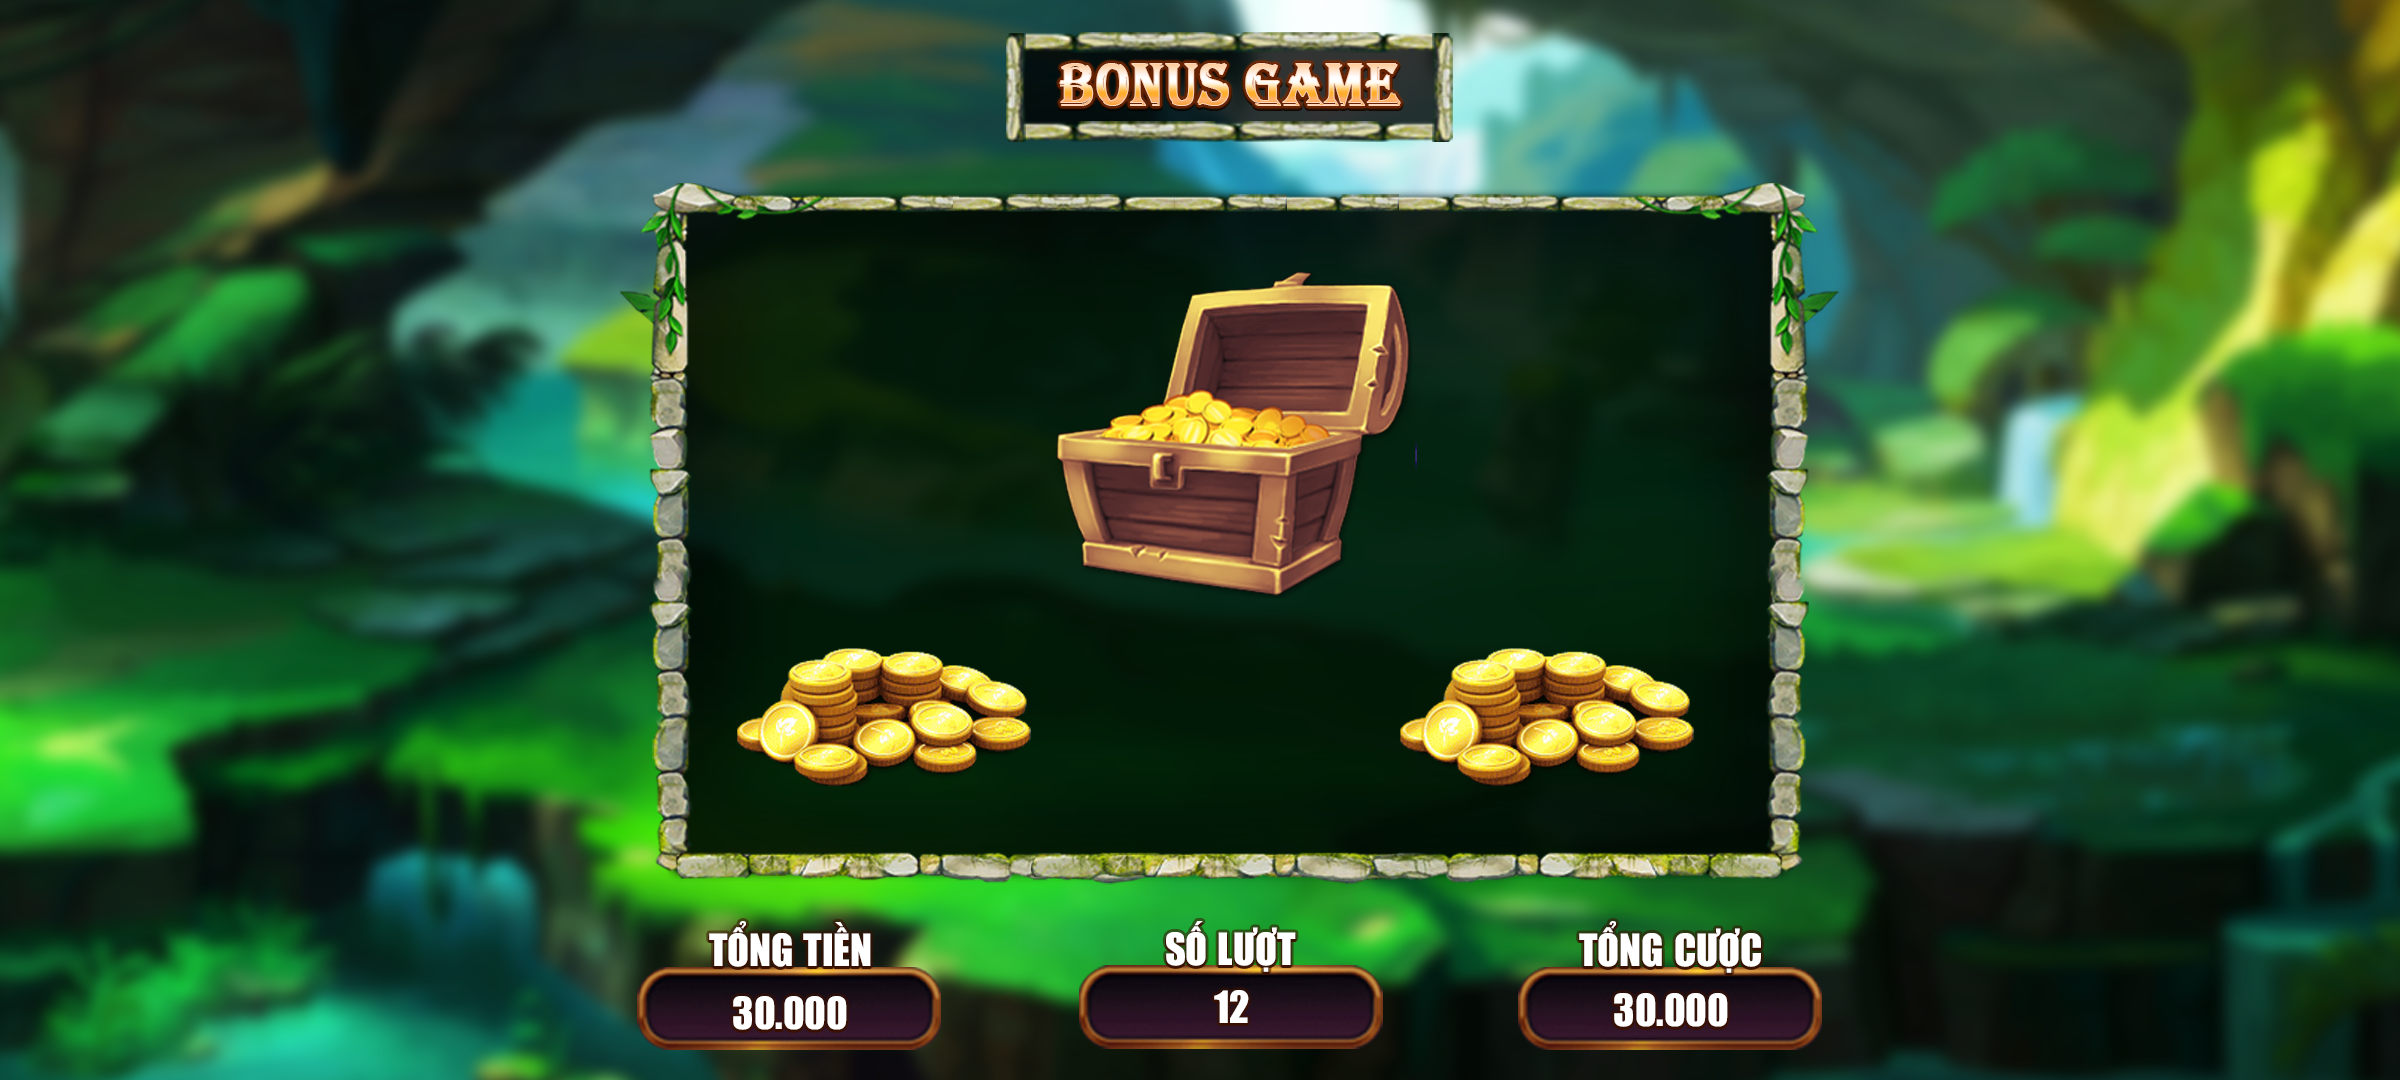 BONUS GAME
TỔNG TIỀN
SỐ LƯỢT
TỔNG CƯỢC
30.000
12
30.000